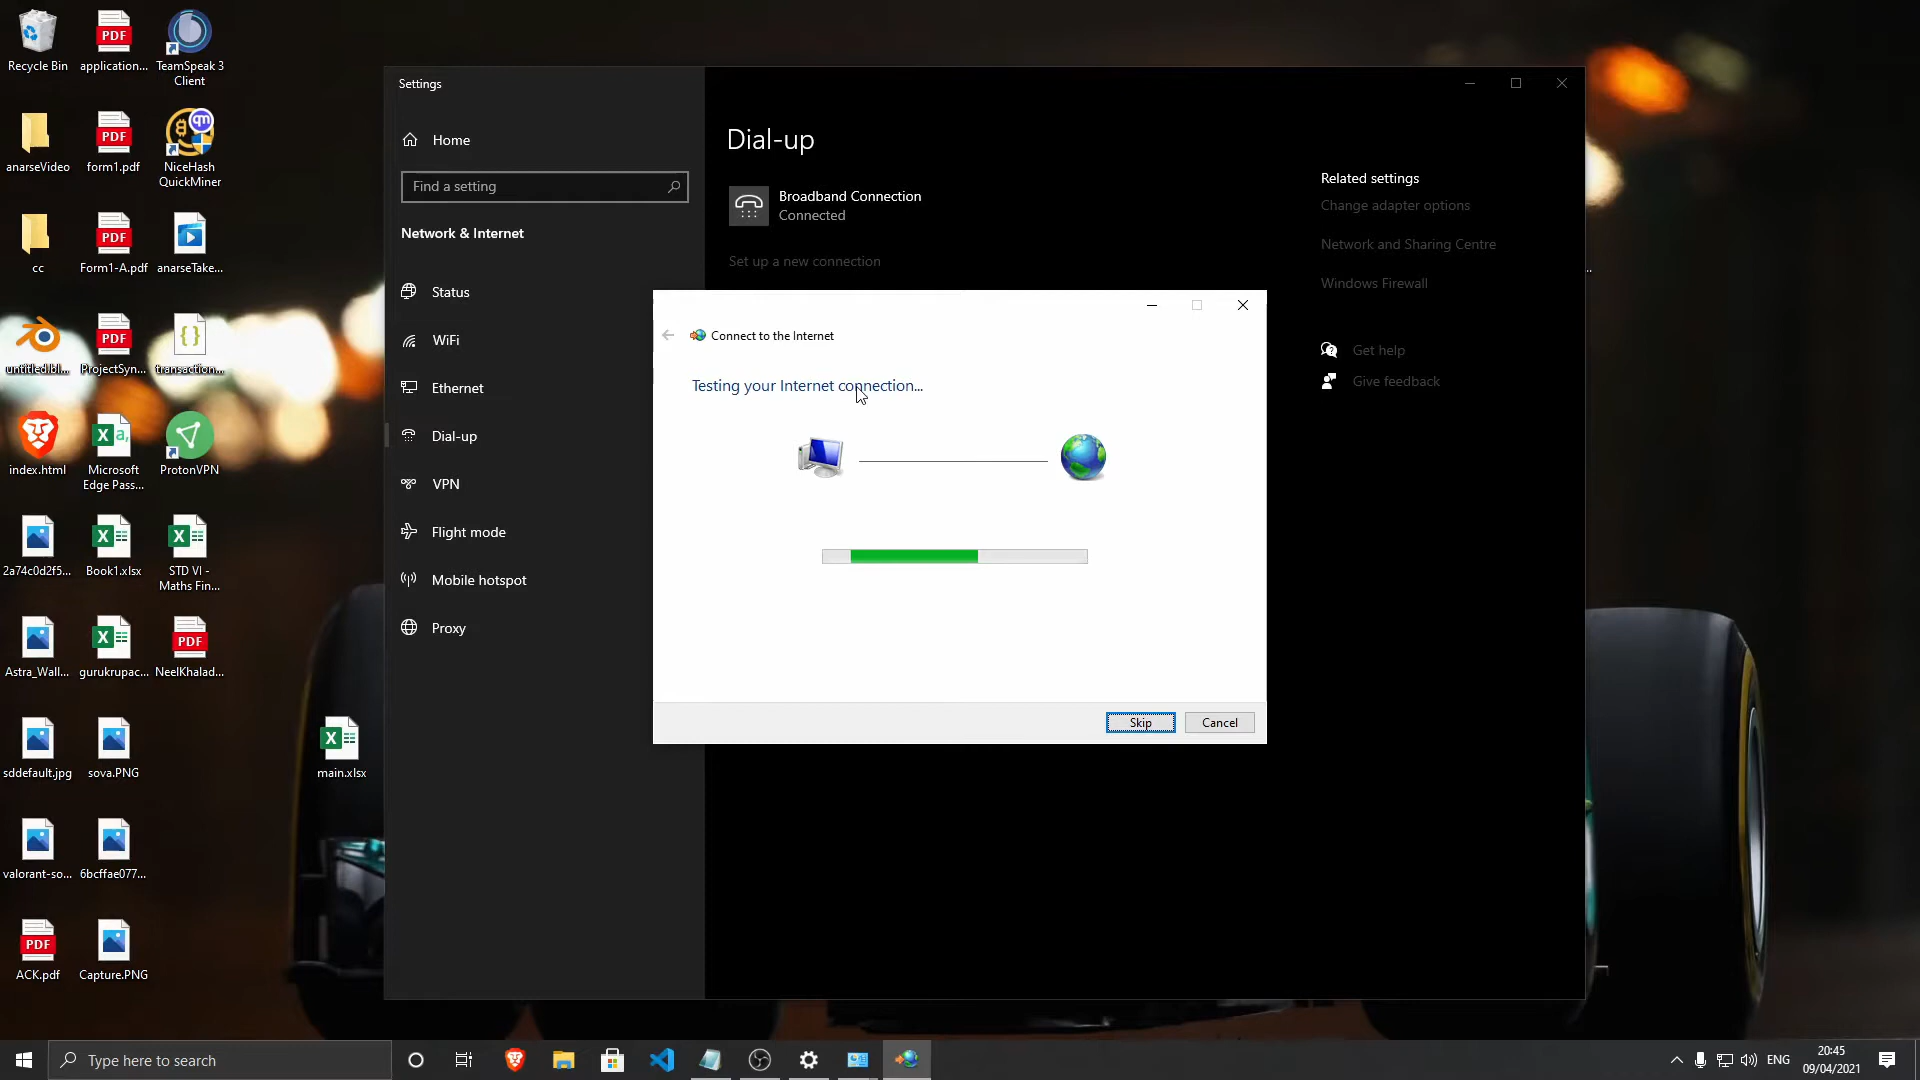 Recycle Bin
application...
TeamSpeak 3
Client
anarseVideo
form1.pdf
NiceHash
QuickMiner
cc
Form1-A.pdf
anarseTake...
untitled.bl...
ProjectSyn...
transaction...
index.html
Microsoft
Edge Pass...
ProtonVPN
2a74c0d2f5...
Book1.xlsx
STD VI -
Maths Fin...
Astra_Wall...
gurukrupac...
NeelKhalad...
sddefault.jpg
sova.PNG
main.xlsx
valorant-so...
6bcffae077...
ACK.pdf
Capture.PNG
Settings
Home
Find a setting
Network & Internet
Status
WiFi
Ethernet
Dial-up
VPN
Flight mode
Mobile hotspot
Proxy
Dial-up
Broadband Connection
Connected
Set up a new connection
Related settings
Change adapter options
Network and Sharing Centre
Windows Firewall
Get help
Give feedback
Connect to the Internet
Testing your Internet connection...
Skip
Cancel
Type here to search
ENG
20:45
09/04/2021